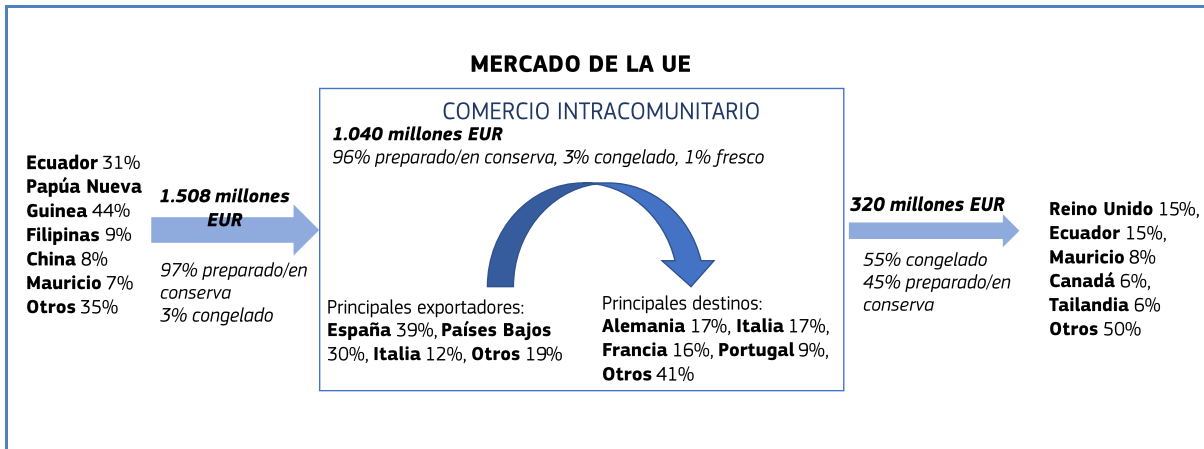 MERCADO DE LA UE
COMERCIO INTRACOMUNITARIO
1.040 millones EUR
96% preparado/en conserva, 3% congelado, 1% fresco
Ecuador 31%
Papúa Nueva
Guinea 44%
Filipinas 9%
China 8%
Mauricio 7%
Otros 35%
1.508 millones
EUR
97% preparado/en
conserva
3% congelado
Principales exportadores:
España 39%, Países Bajos
30%, Italia 12%, Otros 19%
Principales destinos:
Alemania 17%, Italia 17%,
Francia 16%, Portugal 9%,
Otros 41%
320 millones EUR
55% congelado
45% preparado/en
conserva
Reino Unido 15%,
Ecuador 15%,
Mauricio 8%
Canadá 6%,
Tailandia 6%
Otros 50%